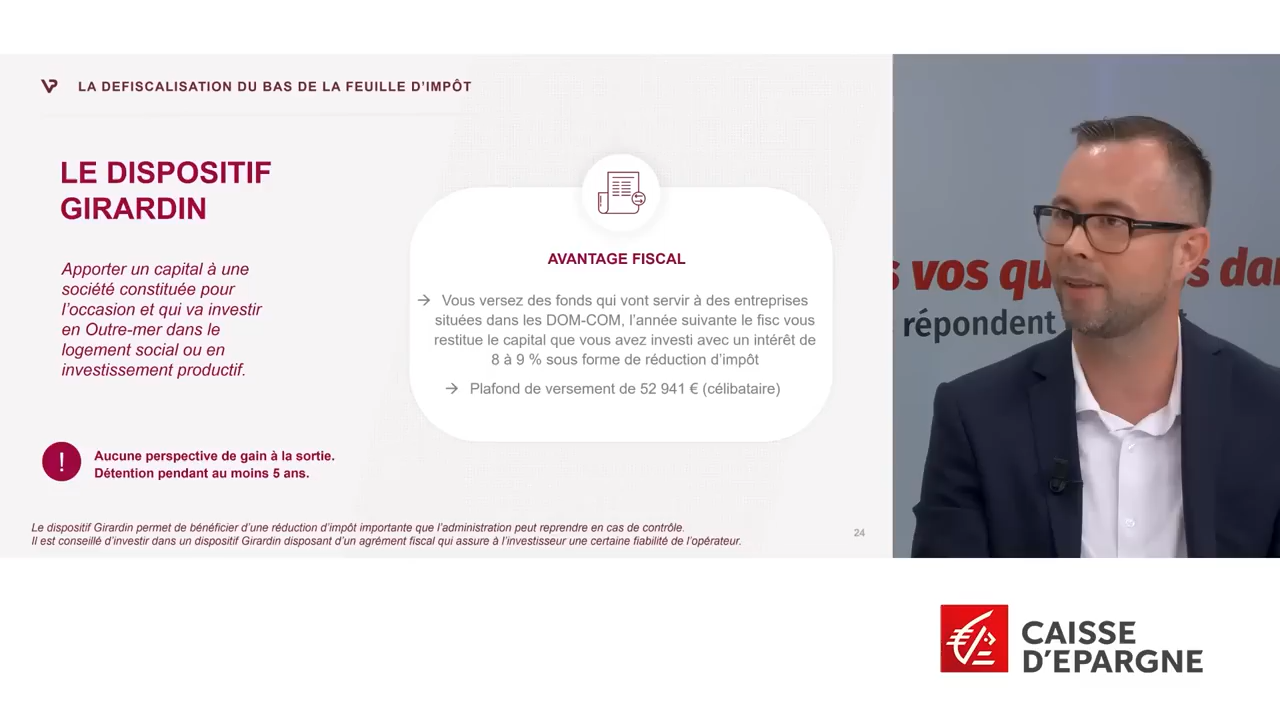 LA DEFISCALISATION DU BAS DE LA FEUILLE D'IMPÔT
LE DISPOSITIF
GIRARDIN
Apporter un capital à une
société constituée pour
l'occasion et qui va investir
en Outre-mer dans le
logement social ou en
investissement productif.
!
Aucune perspective de gain à la sortie.
Détention pendant au moins 5 ans.
AVANTAGE FISCAL
→ Vous versez des fonds qui vont servir à des entreprises
situées dans les DOM-COM, l'année suivante le fisc vous
restitue le capital que vous avez investi avec un intérêt de
8 à 9 % sous forme de réduction d'impôt
→ Plafond de versement de 52 941 € (célibataire)
Le dispositif Girardin permet de bénéficier d'une réduction d'impôt importante que l'administration peut reprendre en cas de contrôle.
Il est conseillé d'investir dans un dispositif Girardin disposant d'un agrément fiscal qui assure à l'investisseur une certaine fiabilité de l'opérateur.
24
s vos qu s dan
répondent
CAISSE
D'EPARGNE